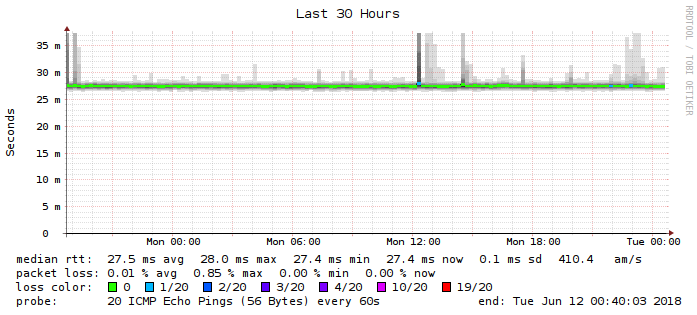 Last 30 Hours
RRDTOOL / TOBI OETIKER
Seconds
35 m
30 m
25 m
20 m
15 m
10 m
5 m
0
Mon 00:00 Mon 06:00 Mon 12:00 Mon 18:00 Tue 00:00
median rtt: 27.5 ms avg 28.0 ms max 27.4 ms min 27.4 ms now 0.1 ms sd 410.4 am/s
packet loss: 0.01 % avg 0.85 % max 0.00 % min 0.00 % now
loss color: 0 1/20 2/20 3/20 4/20 10/20 19/20
probe: 20 ICMP Echo Pings (56 Bytes) every 60s end: Tue Jun 12 00:40:03 2018